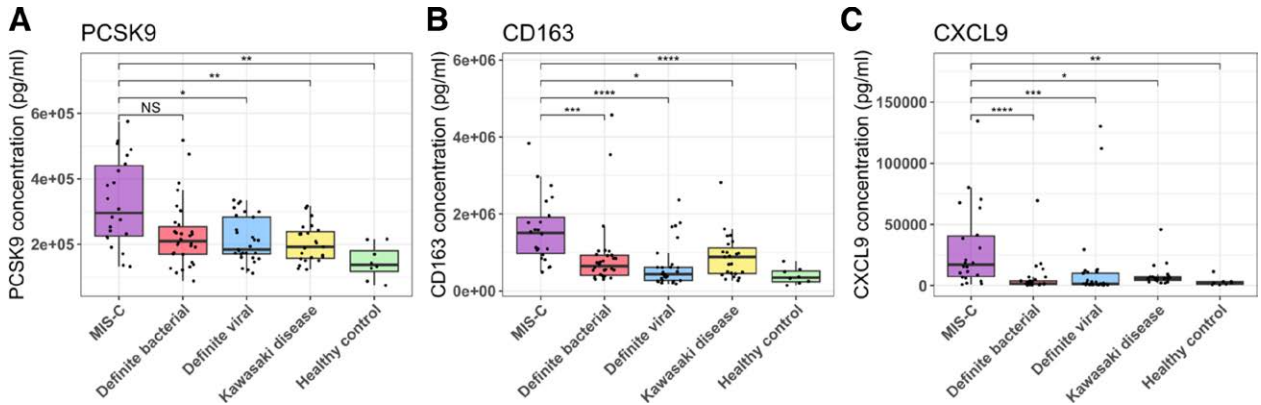 A
PCSK9
PCSK9 concentration (pg/ml)
6e+05
4e+05
2e+05
**
**
*
NS
MIS-C
Definite bacterial
Definite viral
Kawasaki disease
Healthy control
B
CD163
CD163 concentration (pg/ml)
6e+06
4e+06
2e+06
0e+00
****
*
****
***
MIS-C
Definite bacterial
Definite viral
Kawasaki disease
Healthy control
C
CXCL9
CXCL9 concentration (pg/ml)
150000
100000
50000
0
**
*
***
****
MIS-C
Definite bacterial
Definite viral
Kawasaki disease
Healthy control